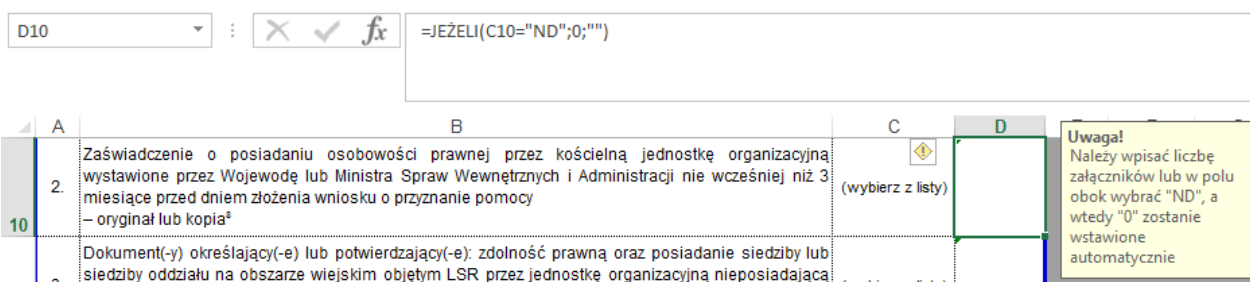 D10
fx
=JEŻELI(C10="ND";0;"")
A B C D
Uwaga!
Należy wpisać liczbę
załączników lub w polu
obok wybrać "ND", a
wtedy "0" zostanie
wstawione
automatycznie
10
2.
Zaświadczenie o posiadaniu osobowości prawnej przez kościelną jednostkę organizacyjną
wystawione przez Wojewodę lub Ministra Spraw Wewnętrznych i Administracji nie wcześniej niż 3
miesiące przed dniem złożenia wniosku o przyznanie pomocy
– oryginał lub kopia⁸
(wybierz z listy)
Dokument(-y) określający(-e) lub potwierdzający(-e): zdolność prawną oraz posiadanie siedziby lub
siedziby oddziału na obszarze wiejskim objętym LSR przez jednostkę organizacyjną nieposiadającą